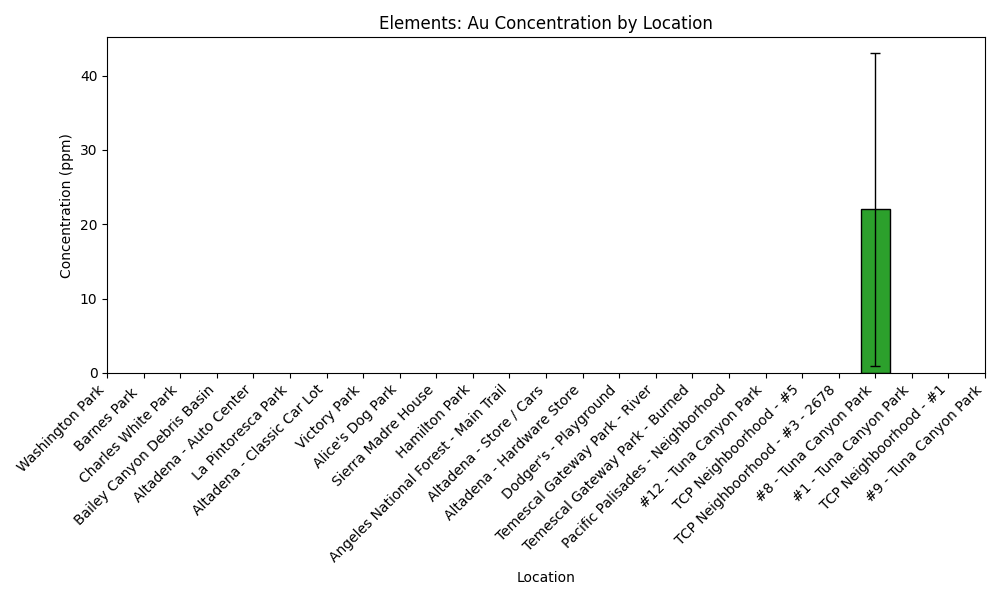 Elements: Au Concentration by Location
Concentration (ppm)
40
30
20
10
0
Washington Park
Barnes Park
Charles White Park
Bailey Canyon Debris Basin
Altadena - Auto Center
La Pintoresca Park
Altadena - Classic Car Lot
Victory Park
Alice's Dog Park
Sierra Madre House
Hamilton Park
Angeles National Forest - Main Trail
Altadena - Store / Cars
Altadena - Hardware Store
Dodger's - Playground
Temescal Gateway Park - River
Temescal Gateway Park - Burned
Pacific Palisades - Neighborhood
#12 - Tuna Canyon Park
TCP Neighboorhood - #5
TCP Neighboorhood - #3 - 2678
#8 - Tuna Canyon Park
#1 - Tuna Canyon Park
TCP Neighboorhood - #1
#9 - Tuna Canyon Park
Location